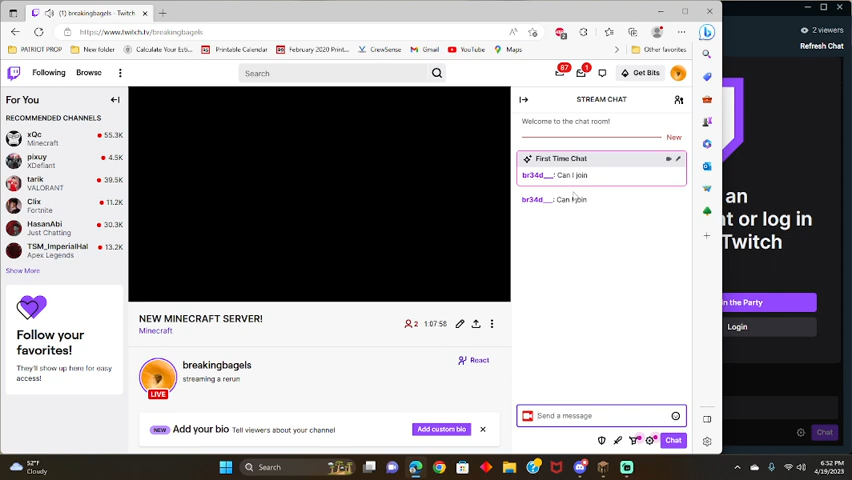 (1) breakingbagels - Twitch
https://www.twitch.tv/breakingbagels
PATRIOT PROP
New folder
Calculate Your Esti...
Printable Calendar
February 2020 Print...
CrewSense
Gmail
YouTube
Maps
Other favorites
2 viewers
Refresh Chat
Following
Browse
Search
87
1
Get Bits
For You
RECOMMENDED CHANNELS
xQc
55.3K
Minecraft
pixuy
4.5K
XDefiant
tarik
39.5K
VALORANT
Clix
11.2K
Fortnite
HasanAbi
30.3K
Just Chatting
TSM_ImperialHal
13.2K
Apex Legends
Show More
Follow your
favorites!
They'll show up here for easy
access!
NEW MINECRAFT SERVER!
Minecraft
2
1:07:58
breakingbagels
streaming a rerun
LIVE
React
NEW
Add your bio
Tell viewers about your channel
Add custom bio
STREAM CHAT
Welcome to the chat room!
New
First Time Chat
br34d__: Can I join
br34d__: Can I join
Send a message
Chat
an
t or log in
Twitch
n the Party
Login
Chat
52°F
Cloudy
Search
6:52 PM
4/19/2023